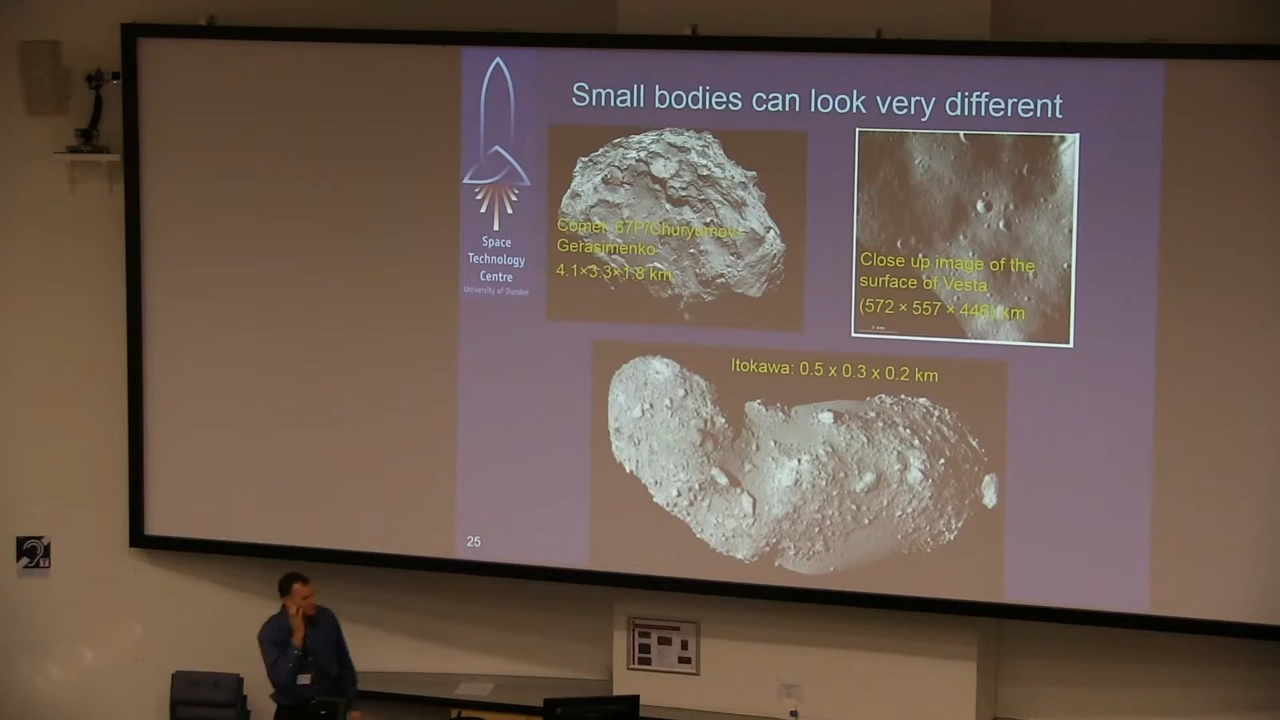 Small bodies can look very different
Space
Technology
Centre
University of Dundee
Comet 67P/Churyumov–
Gerasimenko
4.1×3.3×1.8 km
Close up image of the
surface of Vesta
(572 × 557 × 446) km
Itokawa: 0.5 x 0.3 x 0.2 km
25
T